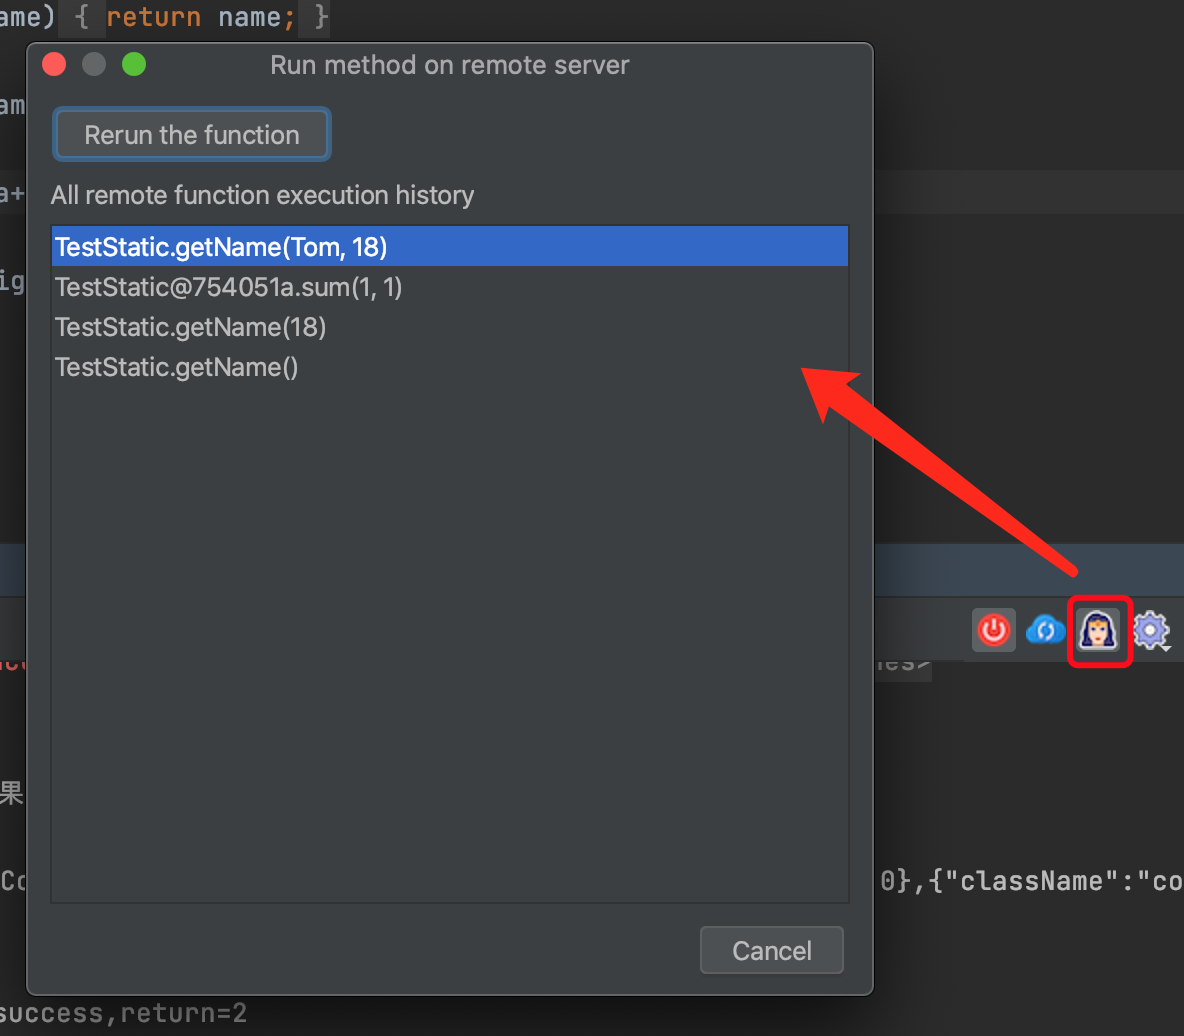 ame) { return name; }
Run method on remote server
am
Rerun the function
a+
All remote function execution history
TestStatic.getName(Tom, 18)
ig
TestStatic@754051a.sum(1, 1)
TestStatic.getName(18)
TestStatic.getName()
ies>
果
Co
0},{"className":"co
Cancel
success,return=2